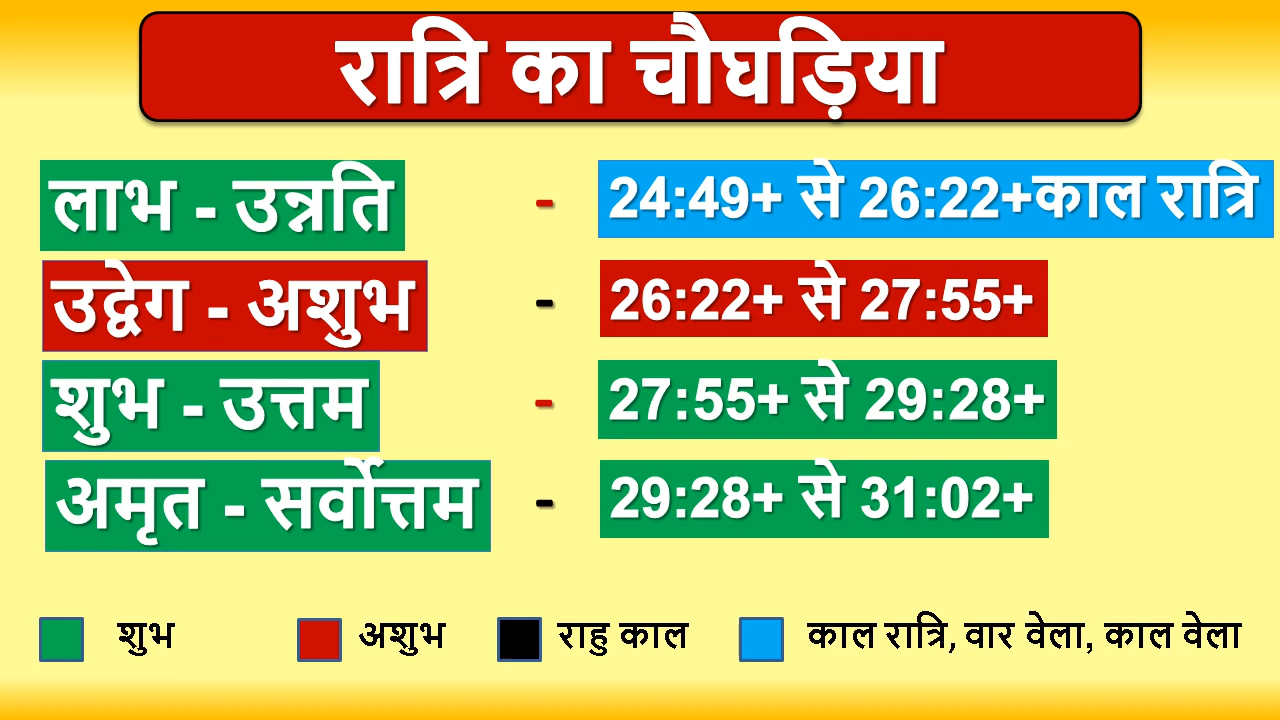 रात्रि का चौघड़िया
लाभ - उन्नति - 24:49+ से 26:22+काल रात्रि
उद्वेग - अशुभ - 26:22+ से 27:55+
शुभ - उत्तम - 27:55+ से 29:28+
अमृत - सर्वोत्तम - 29:28+ से 31:02+
शुभ अशुभ राहु काल काल रात्रि, वार वेला, काल वेला